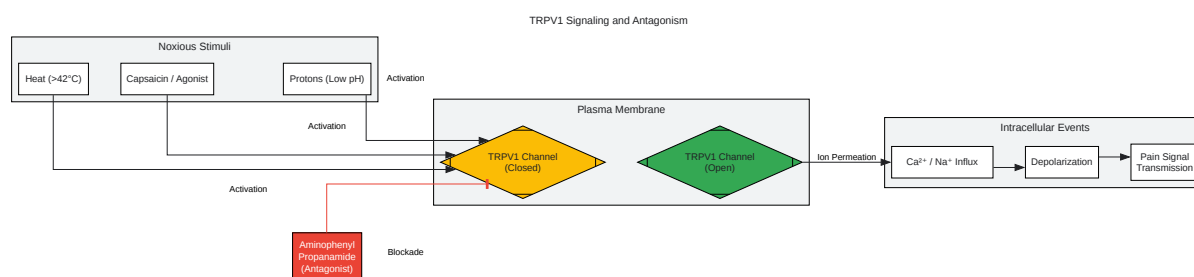 TRPV1 Signaling and Antagonism
Noxious Stimuli
Heat (>42°C)
Capsaicin / Agonist
Protons (Low pH)
Activation
Activation
Activation
Plasma Membrane
TRPV1 Channel
(Closed)
TRPV1 Channel
(Open)
Ion Permeation
Intracellular Events
Ca²⁺ / Na⁺ Influx
Depolarization
Pain Signal
Transmission
Aminophenyl
Propanamide
(Antagonist)
Blockade